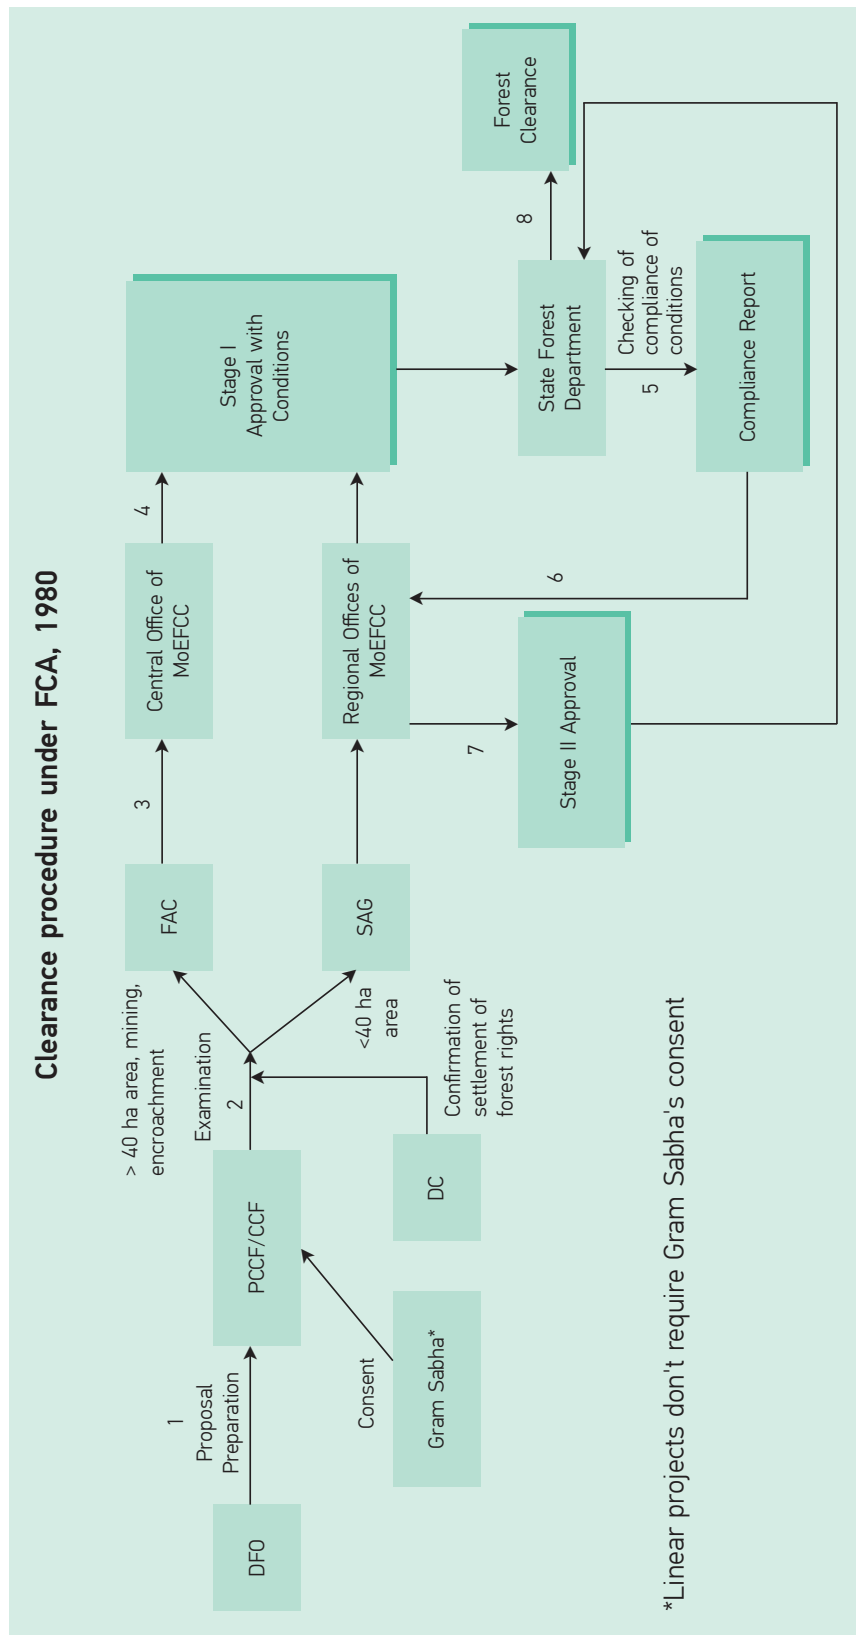 Clearance procedure under FCA, 1980
DFO
1
Proposal
Preparation
PCCF/CCF
Gram Sabha*
Consent
DC
Confirmation of
settlement of
forest rights
Examination
2
> 40 ha area, mining,
encroachment
<40 ha
area
FAC
SAG
3
Central Office of
MoEFCC
Regional Offices of
MoEFCC
4
Stage I
Approval with
Conditions
State Forest
Department
5
Checking of
compliance of
conditions
Compliance Report
6
7
Stage II Approval
8
Forest
Clearance
*Linear projects don't require Gram Sabha's consent